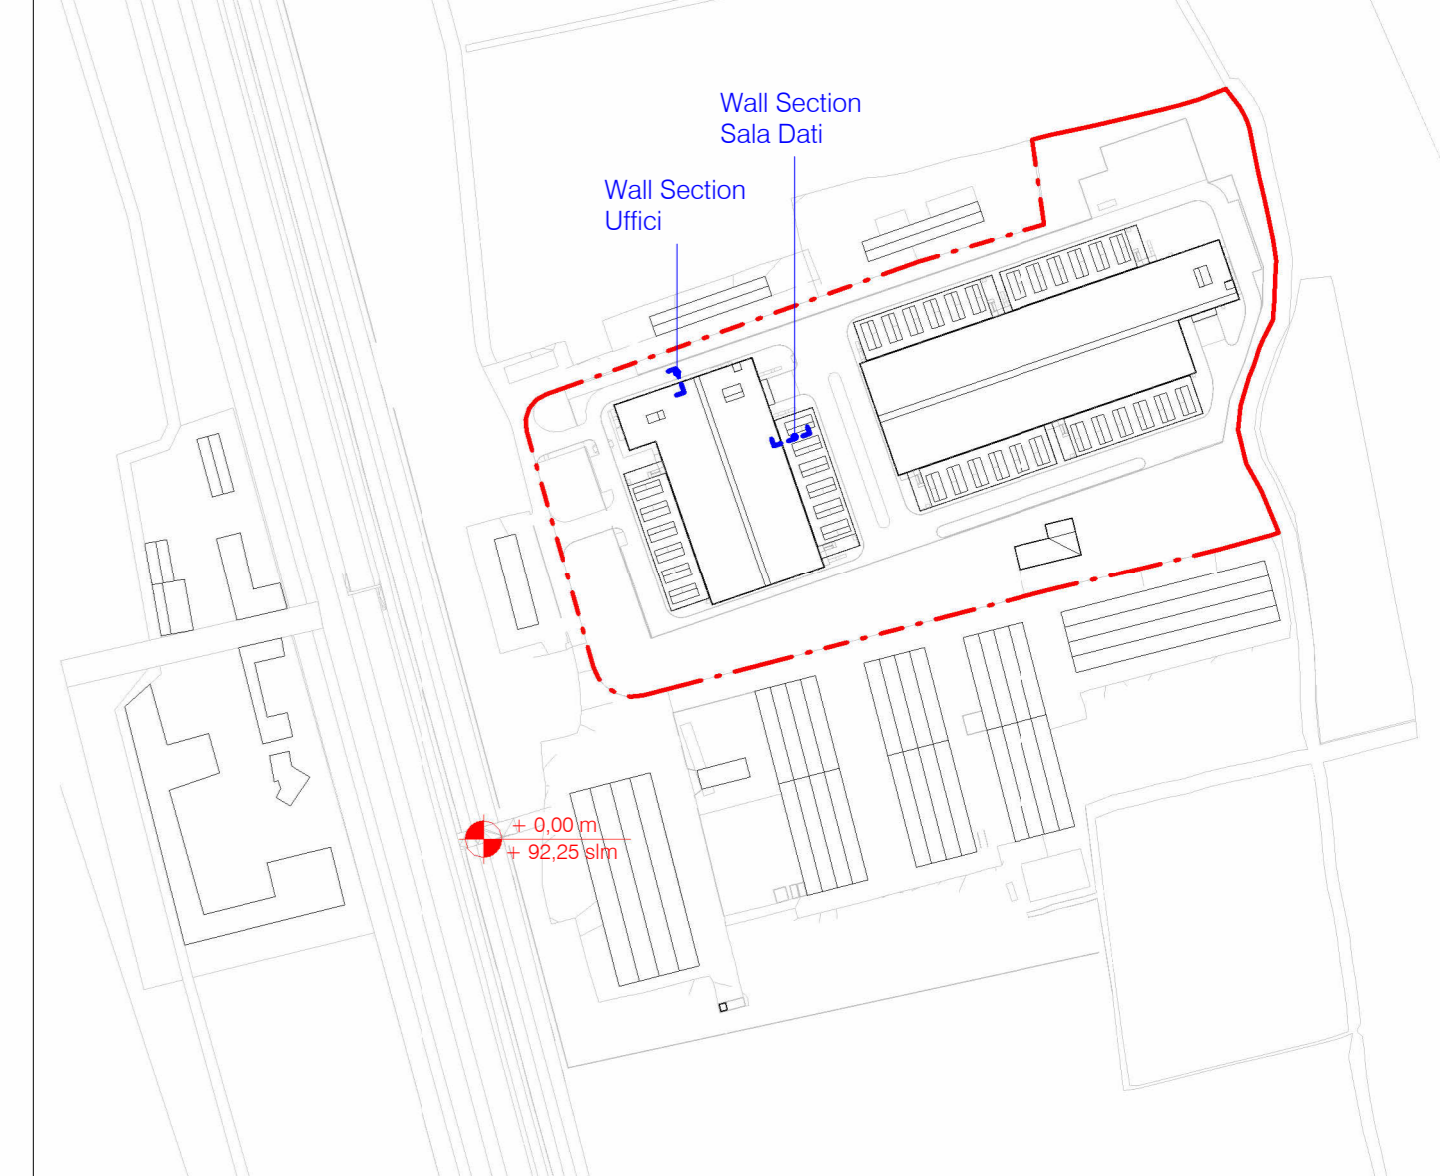 Wall Section
Sala Dati
Wall Section
Uffici
+ 0,00 m
+ 92,25 slm